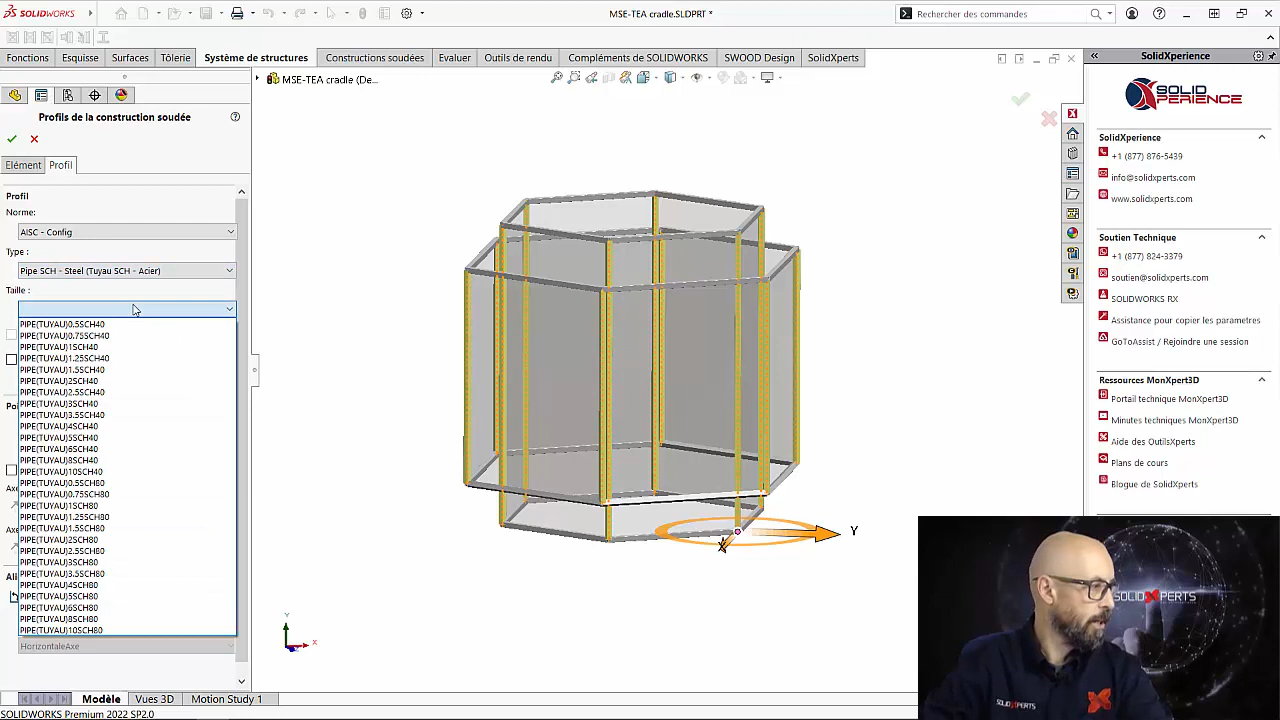 SOLIDWORKS
MSE-TEA cradle.SLDPRT *
Rechercher des commandes
Fonctions
Esquisse
Surfaces
Tôlerie
Système de structures
Constructions soudées
Evaluer
Outils de rendu
Compléments de SOLIDWORKS
SWOOD Design
SolidXperts
MSE-TEA cradle (De...
Profils de la construction soudée
Elément
Profil
Profil
Norme:
AISC - Config
Type :
Pipe SCH - Steel (Tuyau SCH - Acier)
Taille :
PIPE(TUYAU)0.5SCH40
PIPE(TUYAU)0.75SCH40
PIPE(TUYAU)1SCH40
PIPE(TUYAU)1.25SCH40
PIPE(TUYAU)1.5SCH40
PIPE(TUYAU)2SCH40
PIPE(TUYAU)2.5SCH40
PIPE(TUYAU)3SCH40
PIPE(TUYAU)3.5SCH40
PIPE(TUYAU)4SCH40
PIPE(TUYAU)5SCH40
PIPE(TUYAU)6SCH40
PIPE(TUYAU)8SCH40
PIPE(TUYAU)10SCH40
PIPE(TUYAU)0.5SCH80
PIPE(TUYAU)0.75SCH80
PIPE(TUYAU)1SCH80
PIPE(TUYAU)1.25SCH80
PIPE(TUYAU)1.5SCH80
PIPE(TUYAU)2SCH80
PIPE(TUYAU)2.5SCH80
PIPE(TUYAU)3SCH80
PIPE(TUYAU)3.5SCH80
PIPE(TUYAU)4SCH80
PIPE(TUYAU)5SCH80
PIPE(TUYAU)6SCH80
PIPE(TUYAU)8SCH80
PIPE(TUYAU)10SCH80
HorizontaleAxe
Y
X
Y
X
Modèle
Vues 3D
Motion Study 1
SOLIDWORKS Premium 2022 SP2.0
SolidXperience
SOLID
XPERIENCE
SolidXperience
+1 (877) 876-5439
info@solidxperts.com
www.solidxperts.com
Soutien Technique
+1 (877) 824-3379
soutien@solidxperts.com
SOLIDWORKS RX
Assistance pour copier les parametres
GoToAssist / Rejoindre une session
Ressources MonXpert3D
Portail technique MonXpert3D
Minutes techniques MonXpert3D
Aide des OutilsXperts
Plans de cours
Blogue de SolidXperts
SOLIDXPERTS
SOLIDXPERTS